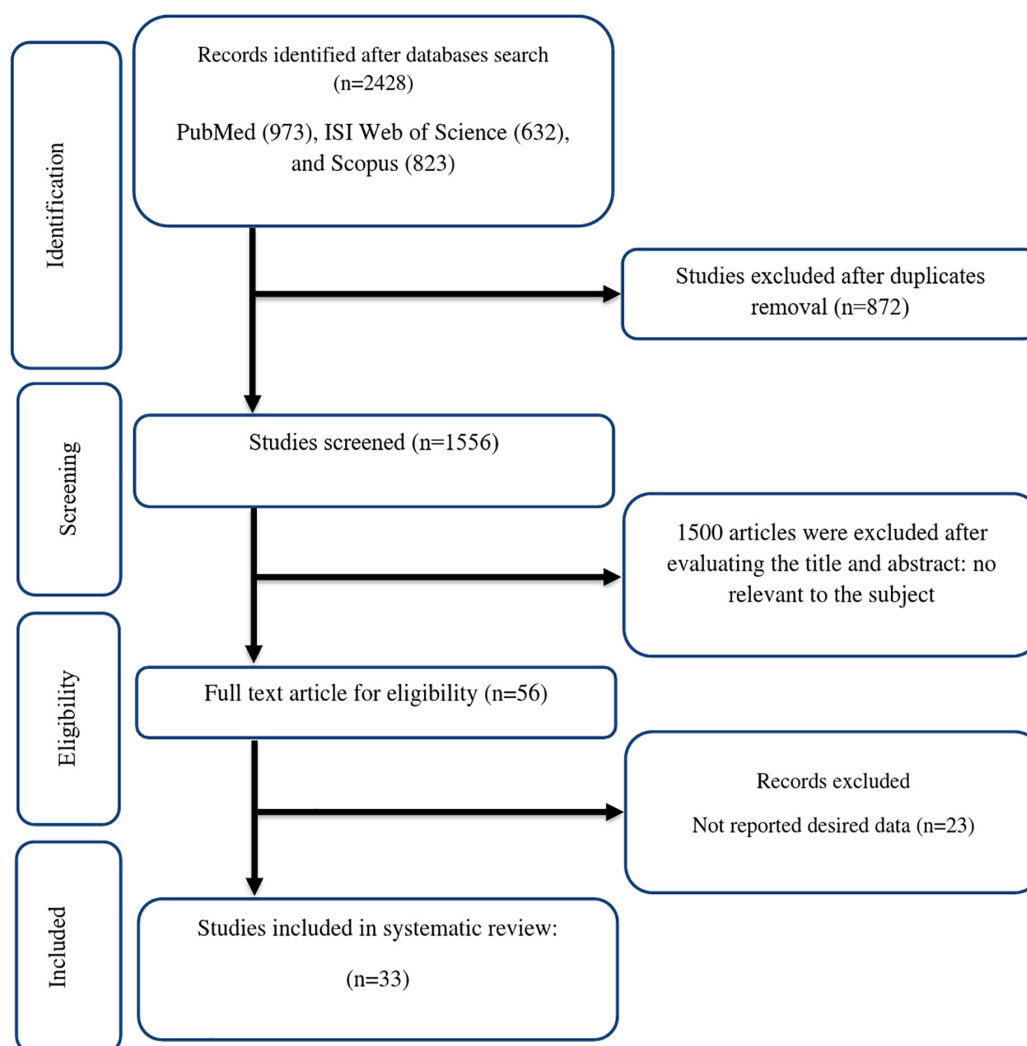 Identification
Records identified after databases search
(n=2428)
PubMed (973), ISI Web of Science (632),
and Scopus (823)
Studies excluded after duplicates
removal (n=872)
Screening
Studies screened (n=1556)
1500 articles were excluded after
evaluating the title and abstract: no
relevant to the subject
Eligibility
Full text article for eligibility (n=56)
Records excluded
Not reported desired data (n=23)
Included
Studies included in systematic review:
(n=33)